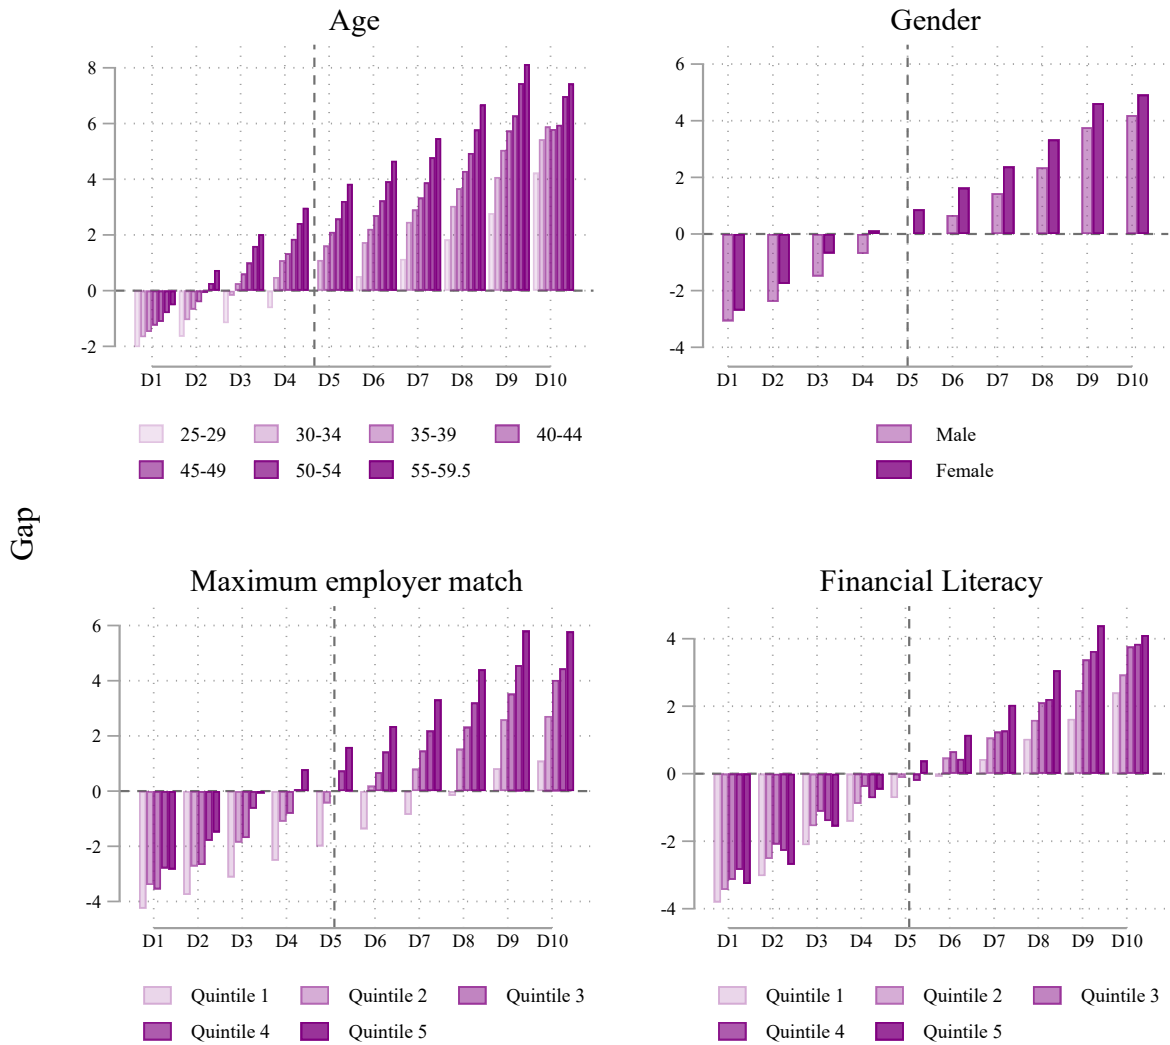 Age
8
6
4
2
0
-2
D1 D2 D3 D4 D5 D6 D7 D8 D9 D10
25-29 30-34 35-39 40-44
45-49 50-54 55-59.5
Gender
6
4
2
0
-2
-4
D1 D2 D3 D4 D5 D6 D7 D8 D9 D10
Male
Female
Gap
Maximum employer match
6
4
2
0
-2
-4
D1 D2 D3 D4 D5 D6 D7 D8 D9 D10
Quintile 1 Quintile 2 Quintile 3
Quintile 4 Quintile 5
Financial Literacy
4
2
0
-2
-4
D1 D2 D3 D4 D5 D6 D7 D8 D9 D10
Quintile 1 Quintile 2 Quintile 3
Quintile 4 Quintile 5